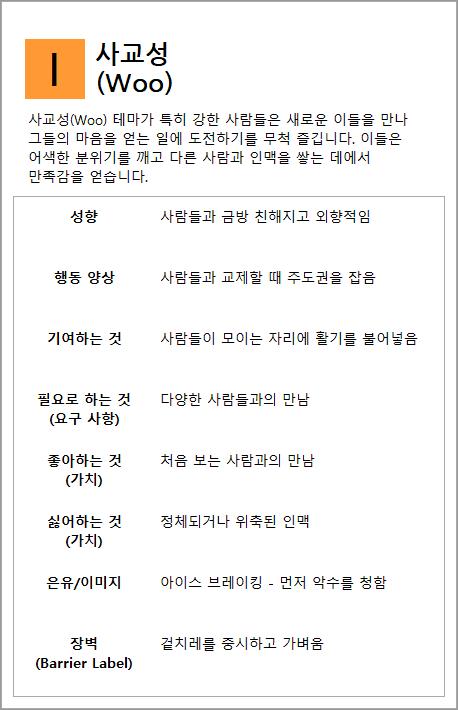 I
사교성
(Woo)
사교성(Woo) 테마가 특히 강한 사람들은 새로운 이들을 만나
그들의 마음을 얻는 일에 도전하기를 무척 즐깁니다. 이들은
어색한 분위기를 깨고 다른 사람과 인맥을 쌓는 데에서
만족감을 얻습니다.
성향 사람들과 금방 친해지고 외향적임
행동 양상 사람들과 교제할 때 주도권을 잡음
기여하는 것 사람들이 모이는 자리에 활기를 불어넣음
필요로 하는 것 다양한 사람들과의 만남
(요구 사항)
좋아하는 것 처음 보는 사람과의 만남
(가치)
싫어하는 것 정체되거나 위축된 인맥
(가치)
은유/이미지 아이스 브레이킹 - 먼저 악수를 청함
장벽 겉치레를 중시하고 가벼움
(Barrier Label)